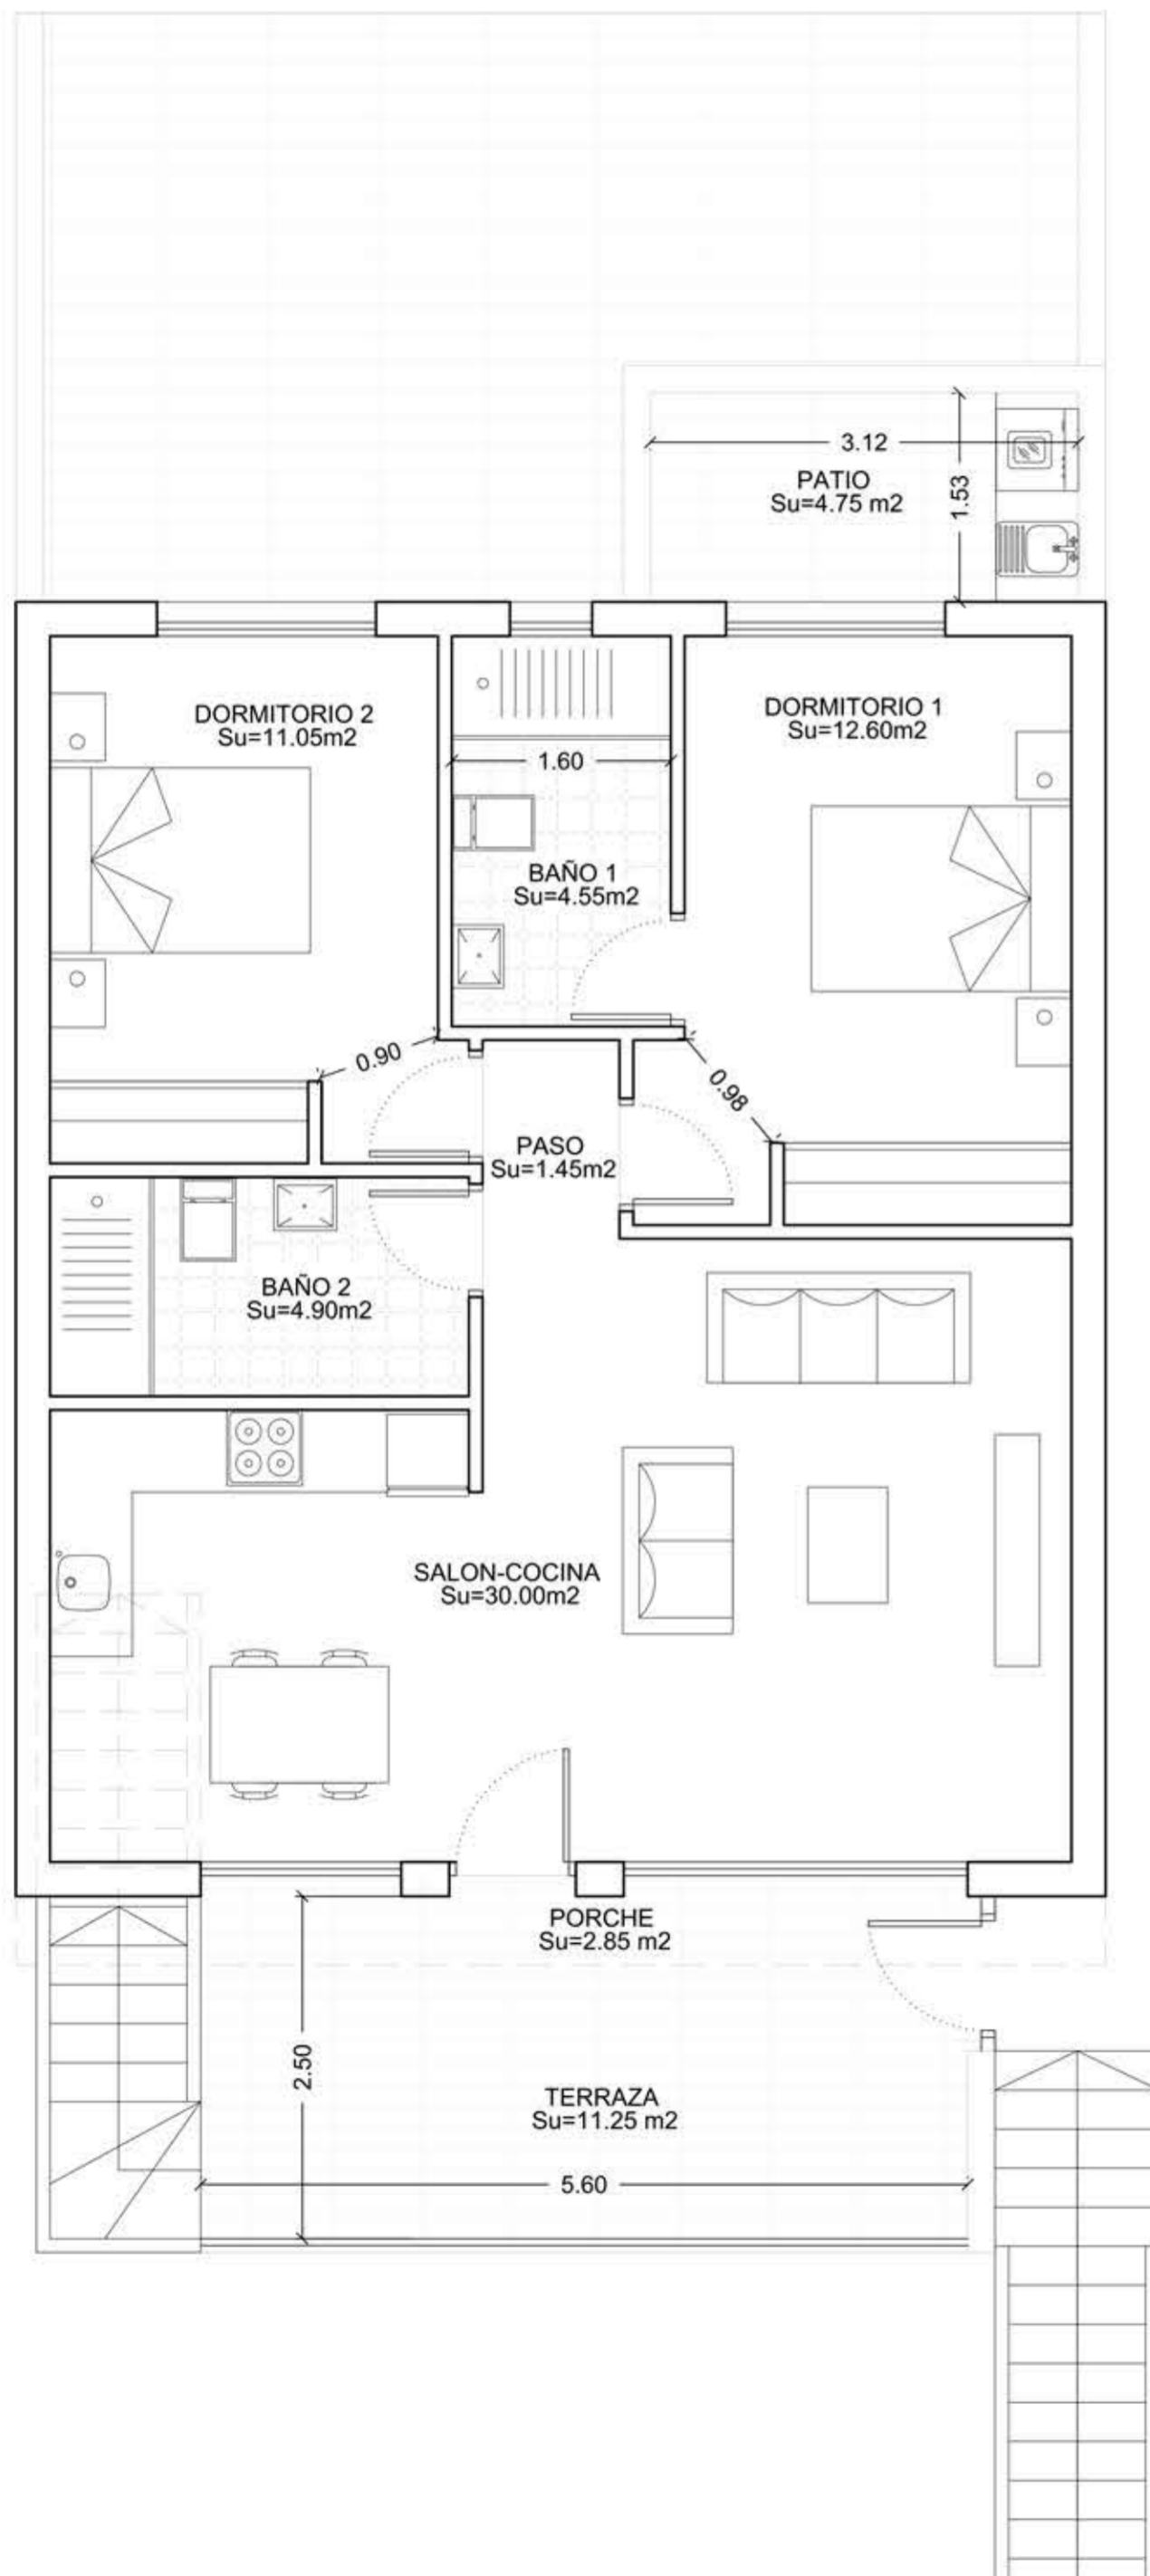 3.12
PATIO
Su=4.75 m2
1.53
DORMITORIO 2
Su=11.05m2
DORMITORIO 1
Su=12.60m2
1.60
BAÑO 1
Su=4.55m2
0.90
0.98
PASO
Su=1.45m2
BAÑO 2
Su=4.90m2
SALON-COCINA
Su=30.00m2
PORCHE
Su=2.85 m2
2.50
TERRAZA
Su=11.25 m2
5.60